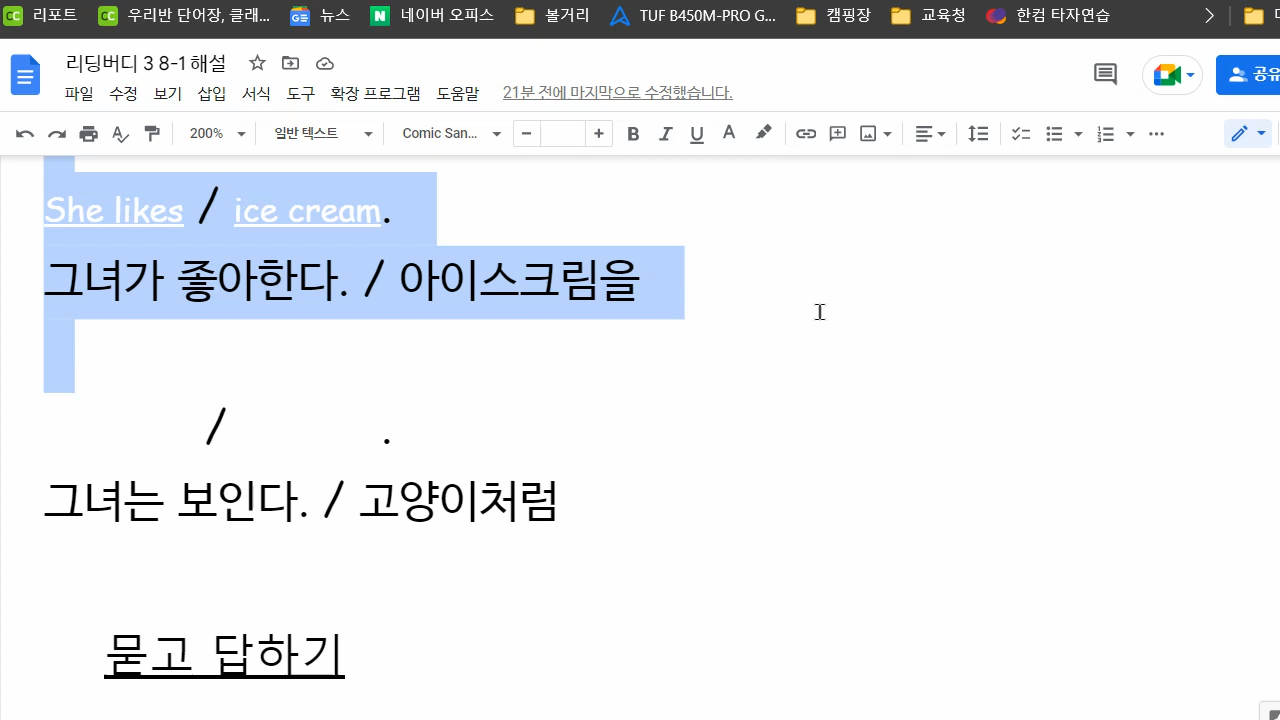 리포트 우리반 단어장, 클래... 뉴스 네이버 오피스 볼거리 TUF B450M-PRO G... 캠핑장 교육청 한컴 타자연습
리딩버디 3 8-1 해설
파일 수정 보기 삽입 서식 도구 확장 프로그램 도움말 21분 전에 마지막으로 수정했습니다.
200% 일반 텍스트 Comic San... B I U A
She likes / ice cream.
그녀가 좋아한다. / 아이스크림을
/ .
그녀는 보인다. / 고양이처럼
묻고 답하기